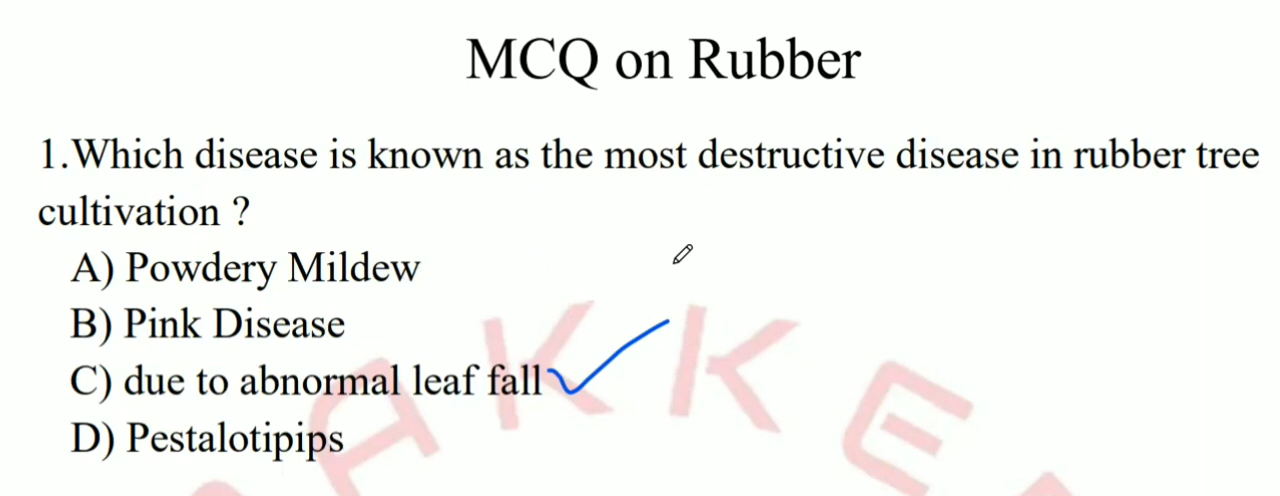 MCQ on Rubber
1.Which disease is known as the most destructive disease in rubber tree
cultivation ?
A) Powdery Mildew
B) Pink Disease
C) due to abnormal leaf fall
D) Pestalotipips